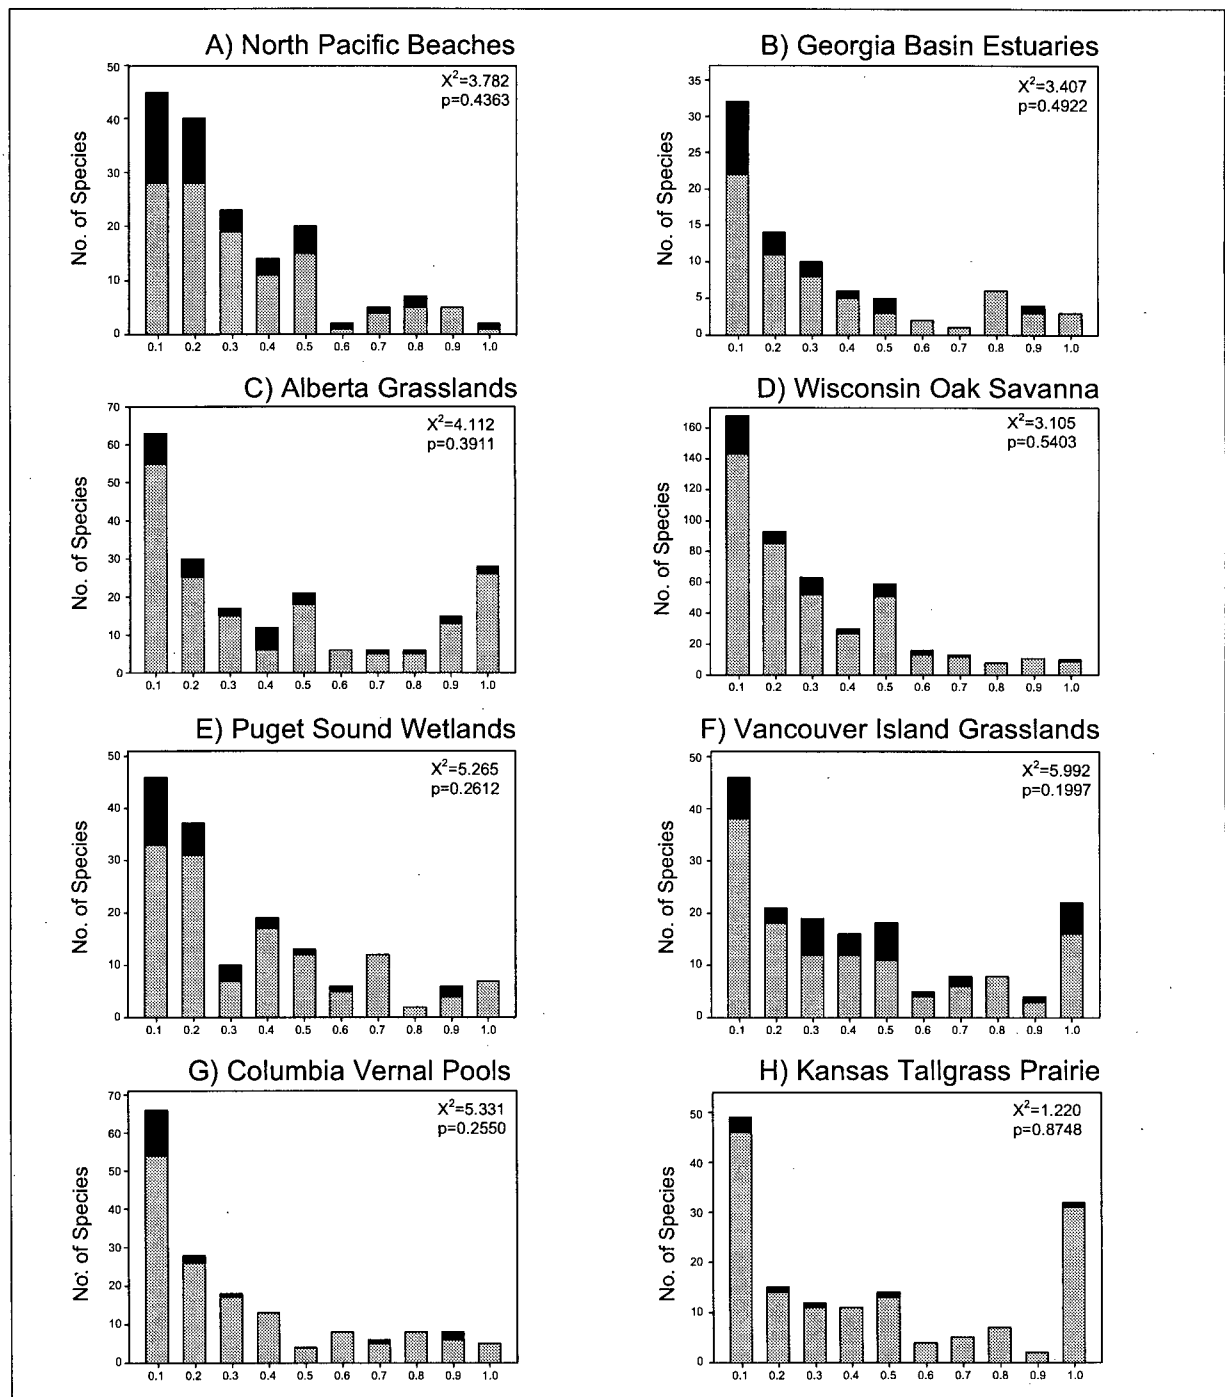 A) North Pacific Beaches
X²=3.782
p=0.4363
No. of Species
50
40
30
20
10
0
0.1 0.2 0.3 0.4 0.5 0.6 0.7 0.8 0.9 1.0
B) Georgia Basin Estuaries
X²=3.407
p=0.4922
No. of Species
35
30
25
20
15
10
5
0
0.1 0.2 0.3 0.4 0.5 0.6 0.7 0.8 0.9 1.0
C) Alberta Grasslands
X²=4.112
p=0.3911
No. of Species
70
60
50
40
30
20
10
0
0.1 0.2 0.3 0.4 0.5 0.6 0.7 0.8 0.9 1.0
D) Wisconsin Oak Savanna
X²=3.105
p=0.5403
No. of Species
160
140
120
100
80
60
40
20
0
0.1 0.2 0.3 0.4 0.5 0.6 0.7 0.8 0.9 1.0
E) Puget Sound Wetlands
X²=5.265
p=0.2612
No. of Species
50
40
30
20
10
0
0.1 0.2 0.3 0.4 0.5 0.6 0.7 0.8 0.9 1.0
F) Vancouver Island Grasslands
X²=5.992
p=0.1997
No. of Species
50
40
30
20
10
0
0.1 0.2 0.3 0.4 0.5 0.6 0.7 0.8 0.9 1.0
G) Columbia Vernal Pools
X²=5.331
p=0.2550
No. of Species
70
60
50
40
30
20
10
0
0.1 0.2 0.3 0.4 0.5 0.6 0.7 0.8 0.9 1.0
H) Kansas Tallgrass Prairie
X²=1.220
p=0.8748
No. of Species
50
40
30
20
10
0
0.1 0.2 0.3 0.4 0.5 0.6 0.7 0.8 0.9 1.0